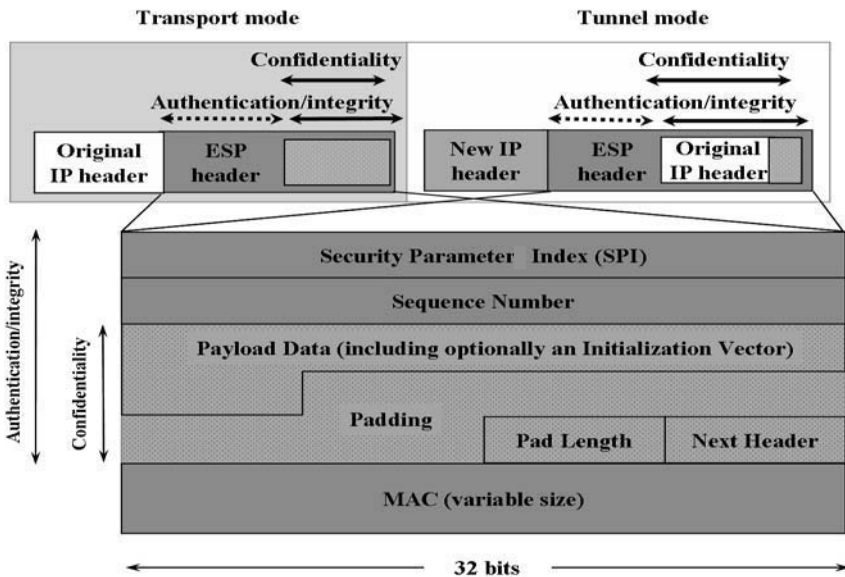 Transport mode
Tunnel mode
Confidentiality
Authentication/integrity
Original
IP header
ESP
header
Confidentiality
Authentication/integrity
New IP
header
ESP
header
Original
IP header
Authentication/integrity
Confidentiality
Security Parameter Index (SPI)
Sequence Number
Payload Data (including optionally an Initialization Vector)
Padding
Pad Length
Next Header
MAC (variable size)
32 bits